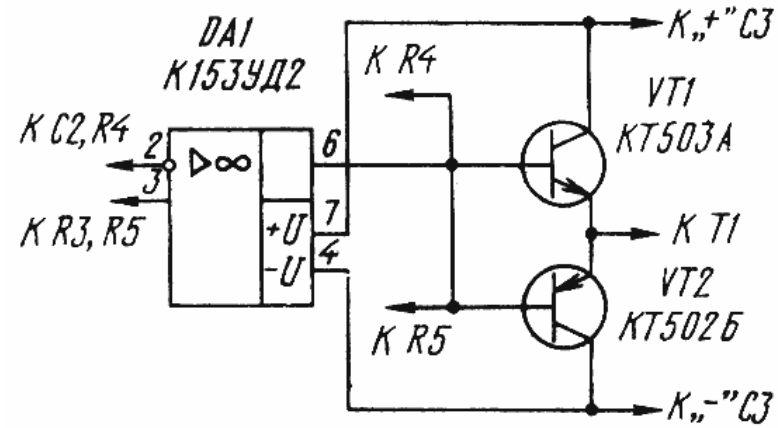 К„+”С3
DA1
К153УД2
К R4
VT1
КТ503А
К С2, R4
2
3
▷∞
6
К R3, R5
+U
7
-U
4
К Т1
VT2
КТ502Б
К R5
К„-”С3